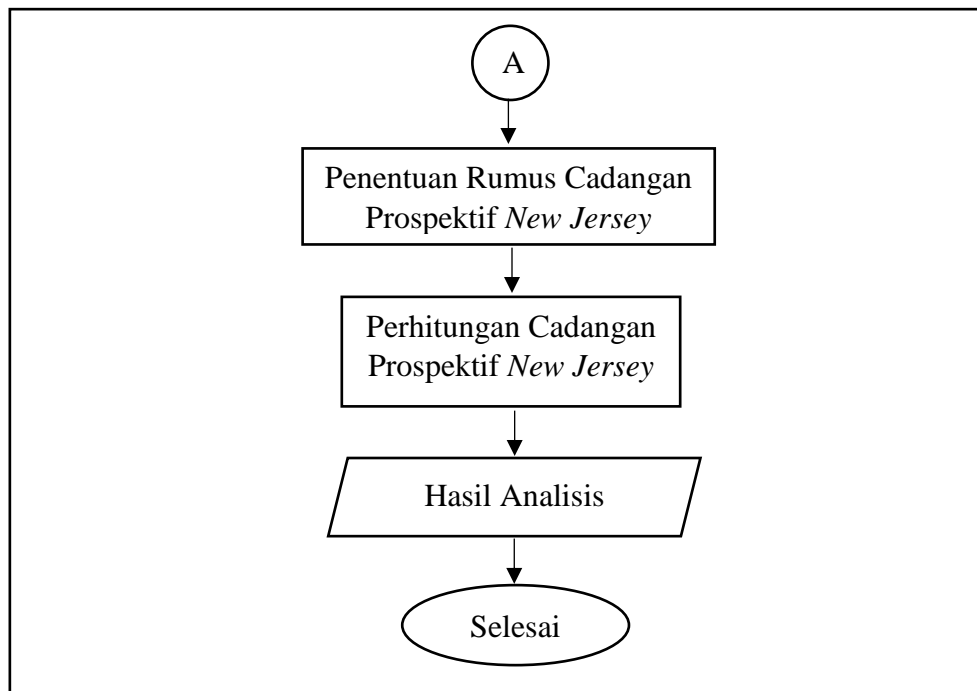 A
Penentuan Rumus Cadangan
Prospektif New Jersey
Perhitungan Cadangan
Prospektif New Jersey
Hasil Analisis
Selesai